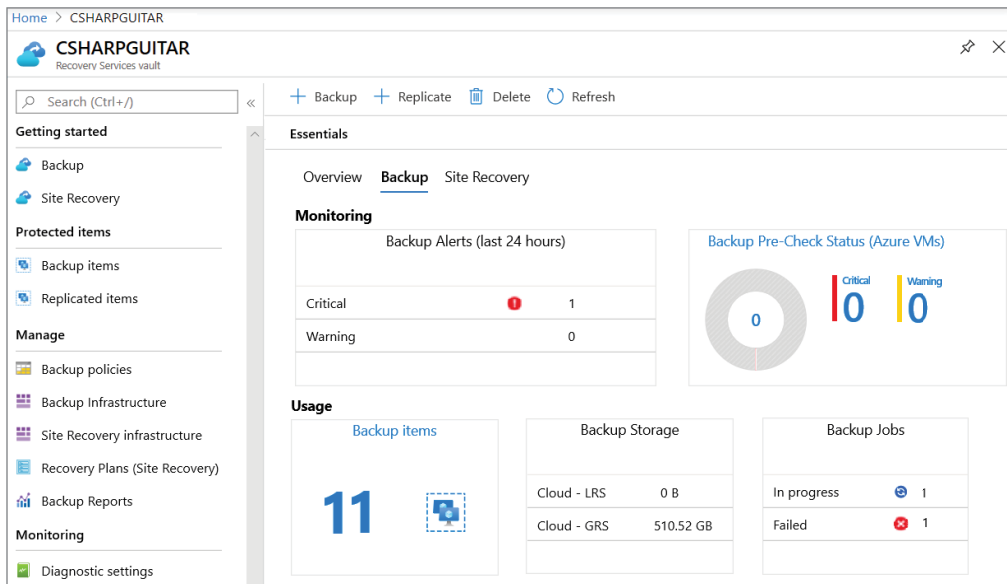 Home > CSHARPGUITAR
CSHARPGUITAR
Recovery Services vault
Search (Ctrl+/)
«
Getting started
Backup
Site Recovery
Protected items
Backup items
Replicated items
Manage
Backup policies
Backup Infrastructure
Site Recovery infrastructure
Recovery Plans (Site Recovery)
Backup Reports
Monitoring
Diagnostic settings
+ Backup + Replicate Delete Refresh
Essentials
Overview Backup Site Recovery
Monitoring
Backup Alerts (last 24 hours)
Critical 1
Warning 0
Backup Pre-Check Status (Azure VMs)
0
Critical
0
Warning
0
Usage
Backup items
11
Backup Storage
Cloud - LRS 0 B
Cloud - GRS 510.52 GB
Backup Jobs
In progress 1
Failed 1